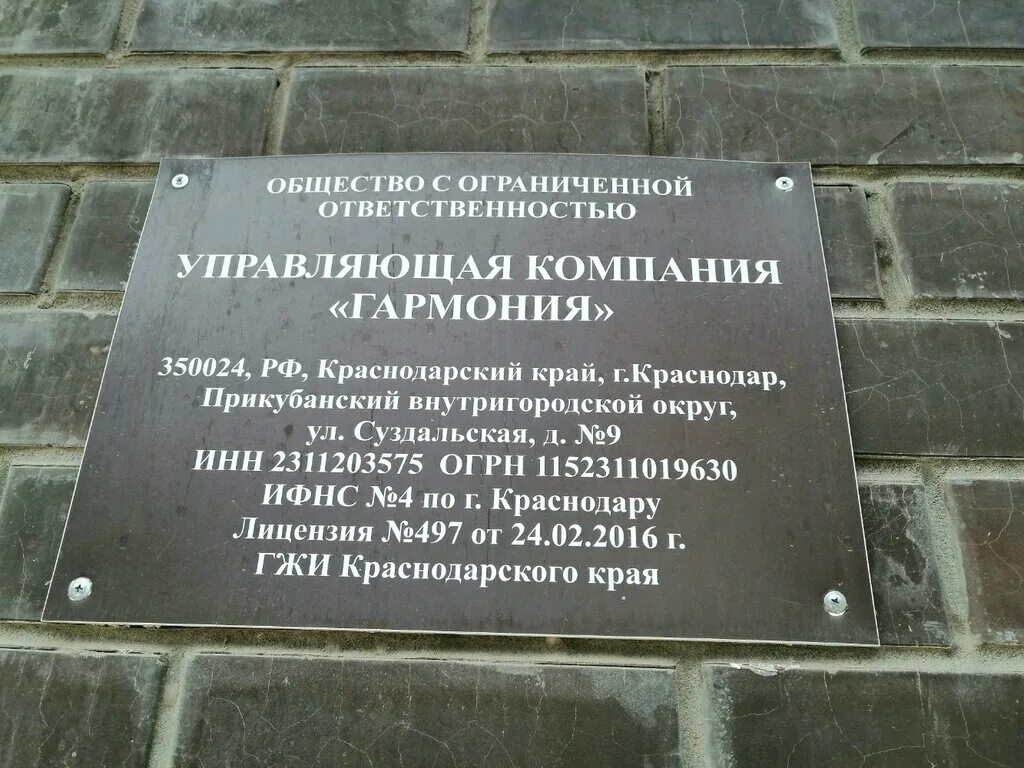 ОБЩЕСТВО С ОГРАНИЧЕННОЙ
ОТВЕТСТВЕННОСТЬЮ
УПРАВЛЯЮЩАЯ КОМПАНИЯ
«ГАРМОНИЯ»
350024, РФ, Краснодарский край, г.Краснодар,
Прикубанский внутригородской округ,
ул. Суздальская, д. №9
ИНН 2311203575 ОГРН 1152311019630
ИФНС №4 по г. Краснодару
Лицензия №497 от 24.02.2016 г.
ГЖИ Краснодарского края